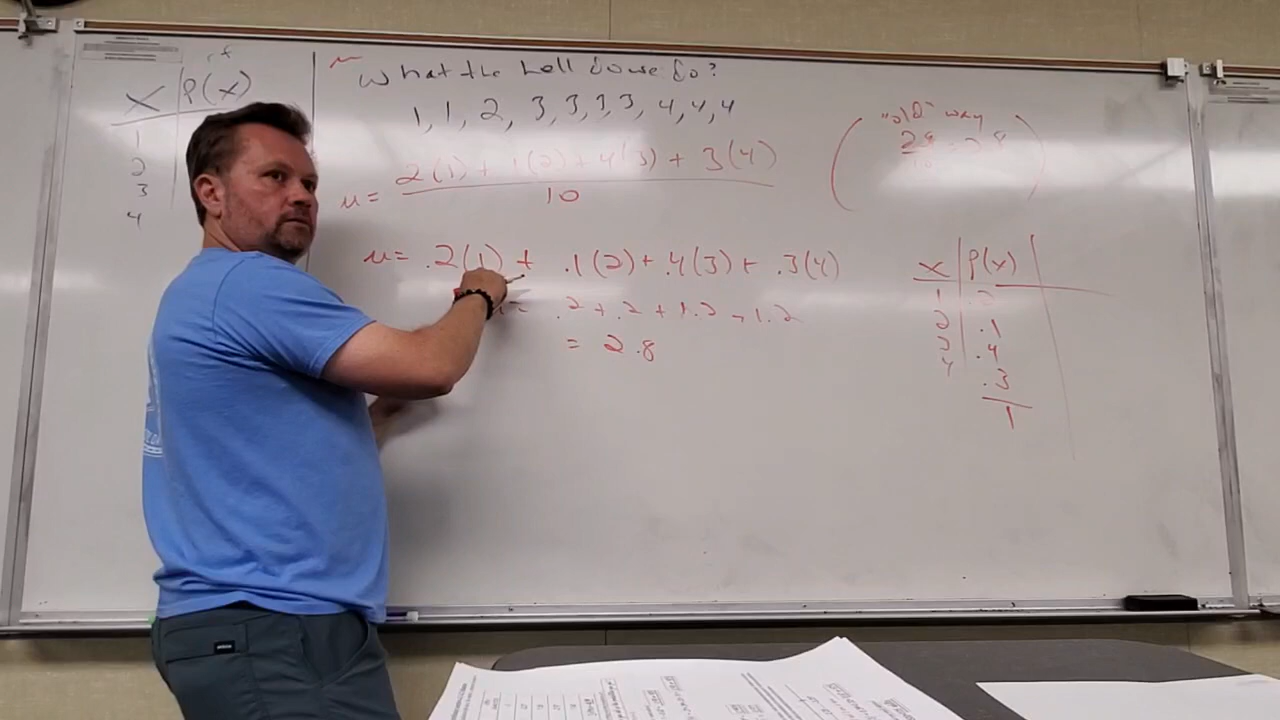 rf
X P(x)
1
2
3
4
μ What the hell do we do?
1, 1, 2, 3, 3, 3, 3, 4, 4, 4
μ = 2(1) + 1(2) + 4(3) + 3(4)
10
μ = .2(1) + .1(2) + .4(3) + .3(4)
= .2 + .2 + 1.2 + 1.2
= 2.8
"old" way
28
10 = 2.8
X P(x)
1 .2
2 .1
3 .4
4 .3
1